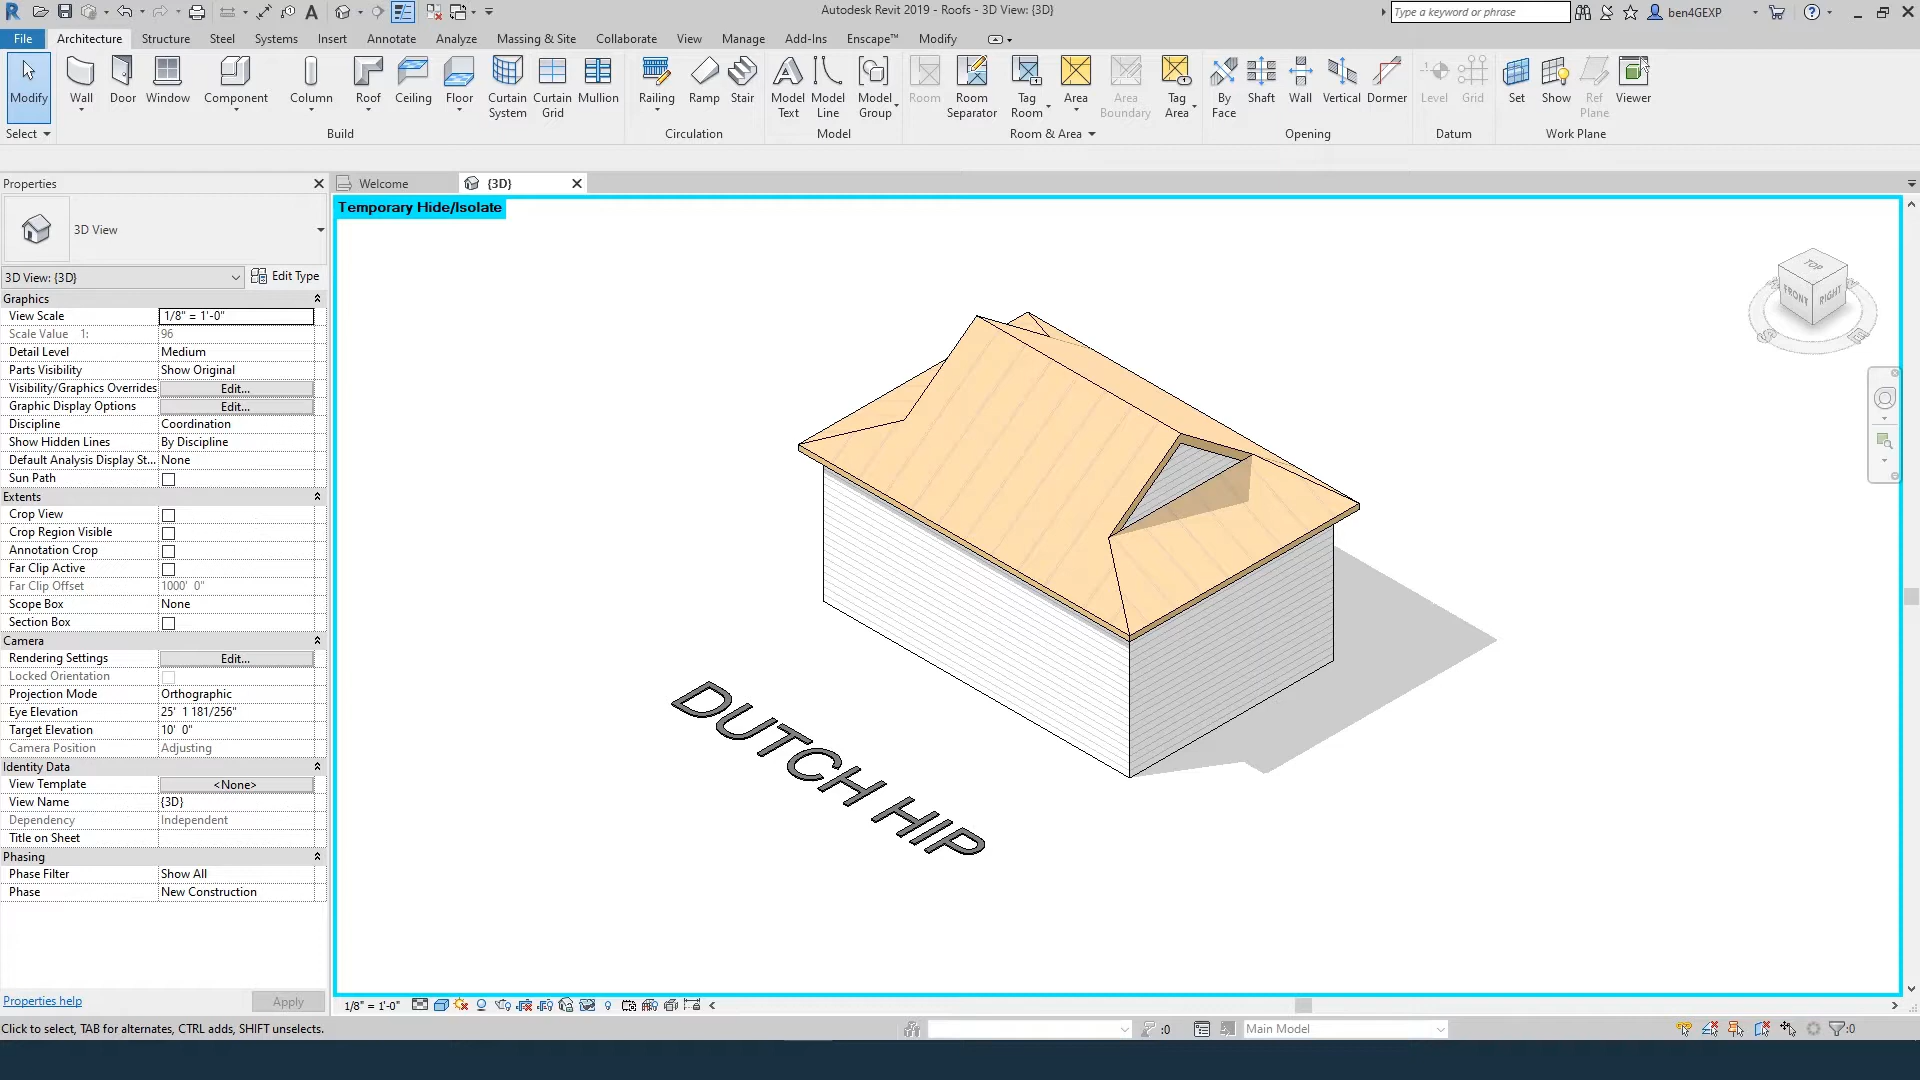 Autodesk Revit 2019 - Roofs - 3D View: {3D}
Type a keyword or phrase
ben4GEXP
File Architecture Structure Steel Systems Insert Annotate Analyze Massing & Site Collaborate View Manage Add-Ins Enscape™ Modify
Modify Wall Door Window Component Column Roof Ceiling Floor Curtain System Curtain Grid Mullion Railing Ramp Stair Model Text Model Line Model Group Room Room Separator Tag Room Area Area Boundary Tag Area By Face Shaft Wall Vertical Dormer Level Grid Set Show Ref Plane Viewer
Select Build Circulation Model Room & Area Opening Datum Work Plane
Properties
Welcome {3D}
3D View
Temporary Hide/Isolate
3D View: {3D} Edit Type
Graphics
View Scale 1/8" = 1'-0"
Scale Value 1: 96
Detail Level Medium
Parts Visibility Show Original
Visibility/Graphics Overrides Edit...
Graphic Display Options Edit...
Discipline Coordination
Show Hidden Lines By Discipline
Default Analysis Display St... None
Sun Path
Extents
Crop View
Crop Region Visible
Annotation Crop
Far Clip Active
Far Clip Offset 1000' 0"
Scope Box None
Section Box
Camera
Rendering Settings Edit...
Locked Orientation
Projection Mode Orthographic
Eye Elevation 25' 1 181/256"
Target Elevation 10' 0"
Camera Position Adjusting
Identity Data
View Template <None>
View Name {3D}
Dependency Independent
Title on Sheet
Phasing
Phase Filter Show All
Phase New Construction
Properties help Apply
TOP
FRONT RIGHT
S E
DUTCH HIP
1/8" = 1'-0"
Click to select, TAB for alternates, CTRL adds, SHIFT unselects.
:0
Main Model
:0